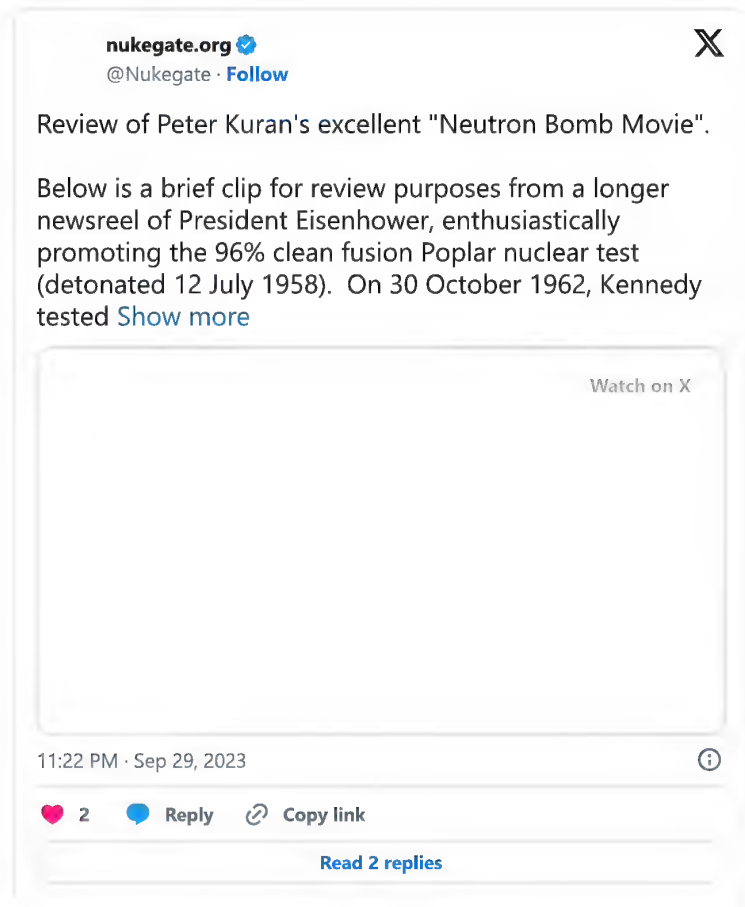 nukegate.org
@Nukegate · Follow
Review of Peter Kuran's excellent "Neutron Bomb Movie".
Below is a brief clip for review purposes from a longer
newsreel of President Eisenhower, enthusiastically
promoting the 96% clean fusion Poplar nuclear test
(detonated 12 July 1958).  On 30 October 1962, Kennedy
tested Show more
Watch on X
11:22 PM · Sep 29, 2023
2 Reply Copy link
Read 2 replies